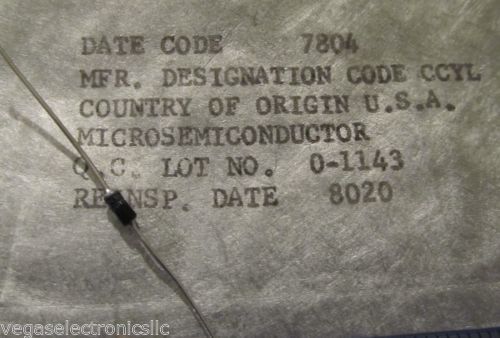 DATE CODE 7804
MFR. DESIGNATION CODE CCYL
COUNTRY OF ORIGIN U.S.A.
MICROSEMICONDUCTOR
Q.C. LOT NO. 0-1143
REINSP. DATE 8020
vegaselectronicsllc
vegaselectronicsllc